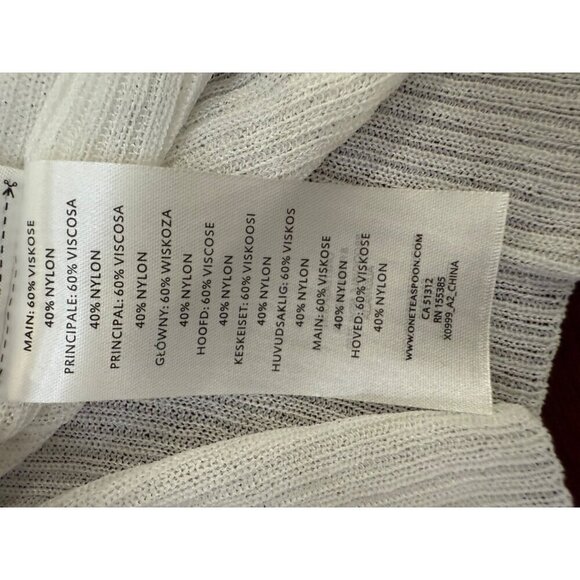 MAIN: 60% VISKOSE
40% NYLON
PRINCIPALE: 60% VISCOSA
40% NYLON
PRINCIPAL: 60% VISCOSA
40% NYLON
GŁÓWNY: 60% WISKOZA
40% NYLON
HOOFD: 60% VISCOSE
40% NYLON
KESKEISET: 60% VISKOOSI
40% NYLON
HUVUDSAKLIG: 60% VISKOS
40% NYLON
MAIN: 60% VISKOSE
40% NYLON
HOVED: 60% VISKOSE
40% NYLON
WWW.ONETEASPOON.COM
CA 51312
RN 155385
X0999_A2_CHINA